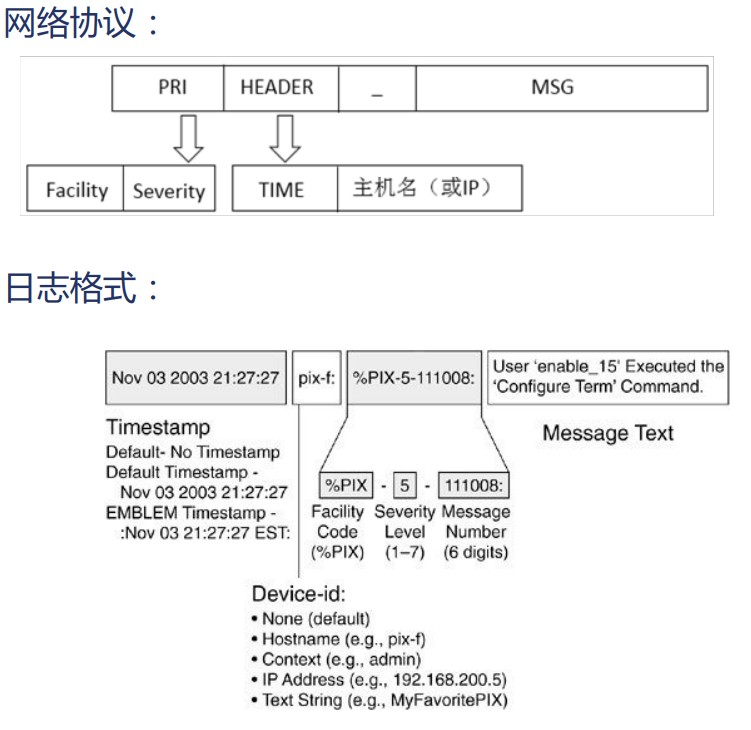 网络协议：
PRI HEADER _ MSG
Facility Severity TIME 主机名（或IP）
日志格式：
Nov 03 2003 21:27:27 pix-f: %PIX-5-111008: User 'enable_15' Executed the
'Configure Term' Command.
Timestamp
Default- No Timestamp
Default Timestamp -
Nov 03 2003 21:27:27
EMBLEM Timestamp -
:Nov 03 21:27:27 EST:
Message Text
%PIX - 5 - 111008:
Facility Severity Message
Code Level Number
(%PIX) (1–7) (6 digits)
Device-id:
• None (default)
• Hostname (e.g., pix-f)
• Context (e.g., admin)
• IP Address (e.g., 192.168.200.5)
• Text String (e.g., MyFavoritePIX)